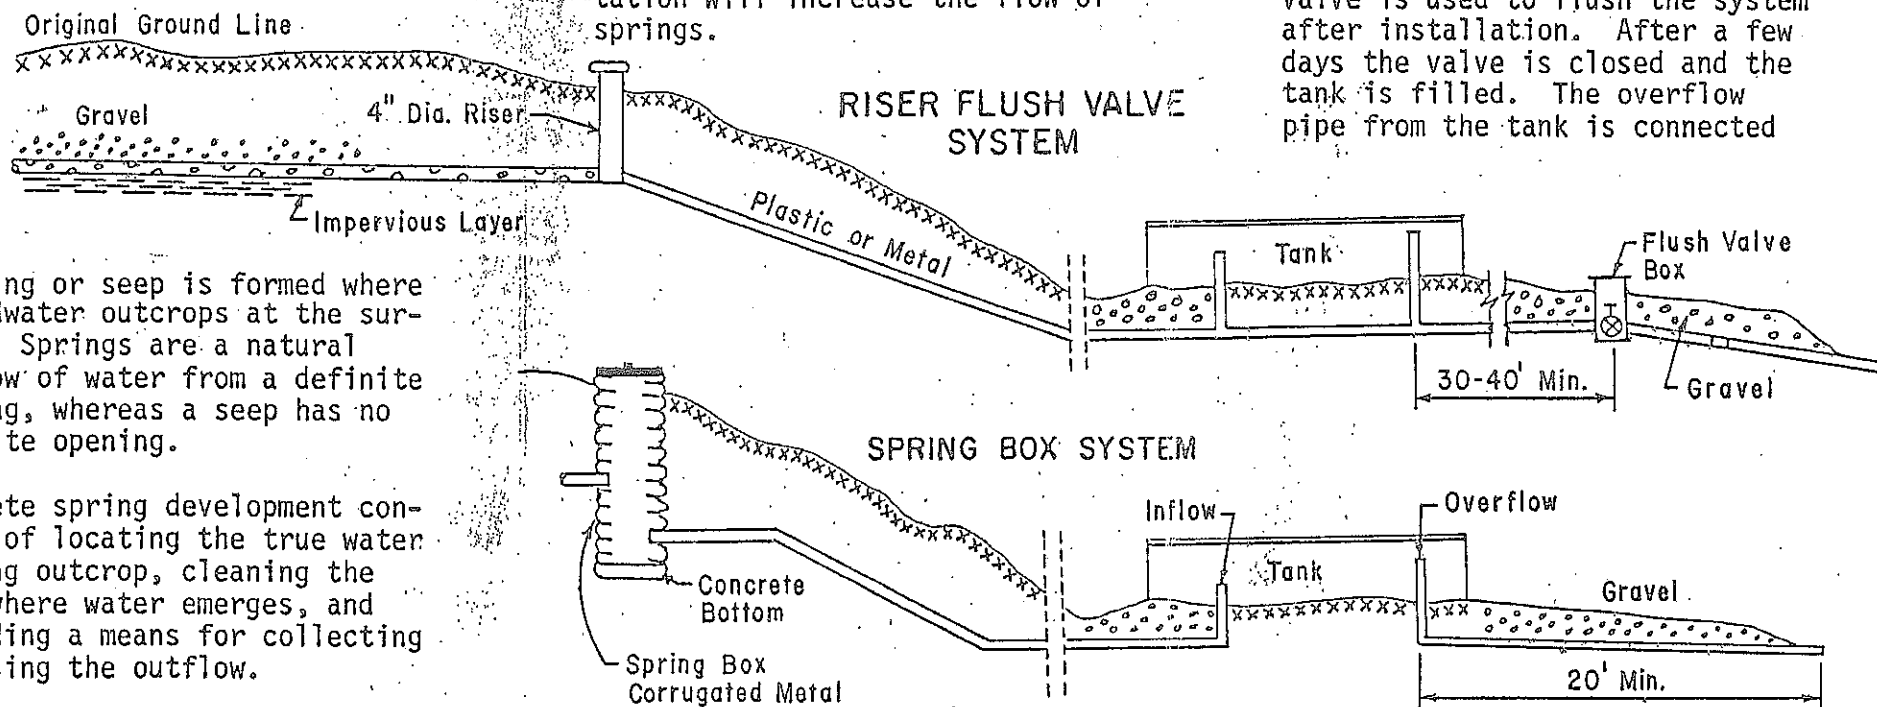 tation will increase the flow of
springs.
valve is used to flush the system
after installation. After a few
days the valve is closed and the
tank is filled. The overflow
pipe from the tank is connected
Original Ground Line
Gravel
4" Dia. Riser
Impervious Layer
RISER FLUSH VALVE
SYSTEM
Plastic or Metal
Tank
Flush Valve
Box
30-40' Min.
Gravel
ng or seep is formed where
water outcrops at the sur-
Springs are a natural
ow of water from a definite
g, whereas a seep has no
te opening.
ete spring development con-
of locating the true water
g outcrop, cleaning the
where water emerges, and
ing a means for collecting
ing the outflow.
SPRING BOX SYSTEM
Concrete
Bottom
Spring Box
Corrugated Metal
Inflow
Tank
Overflow
Gravel
20' Min.